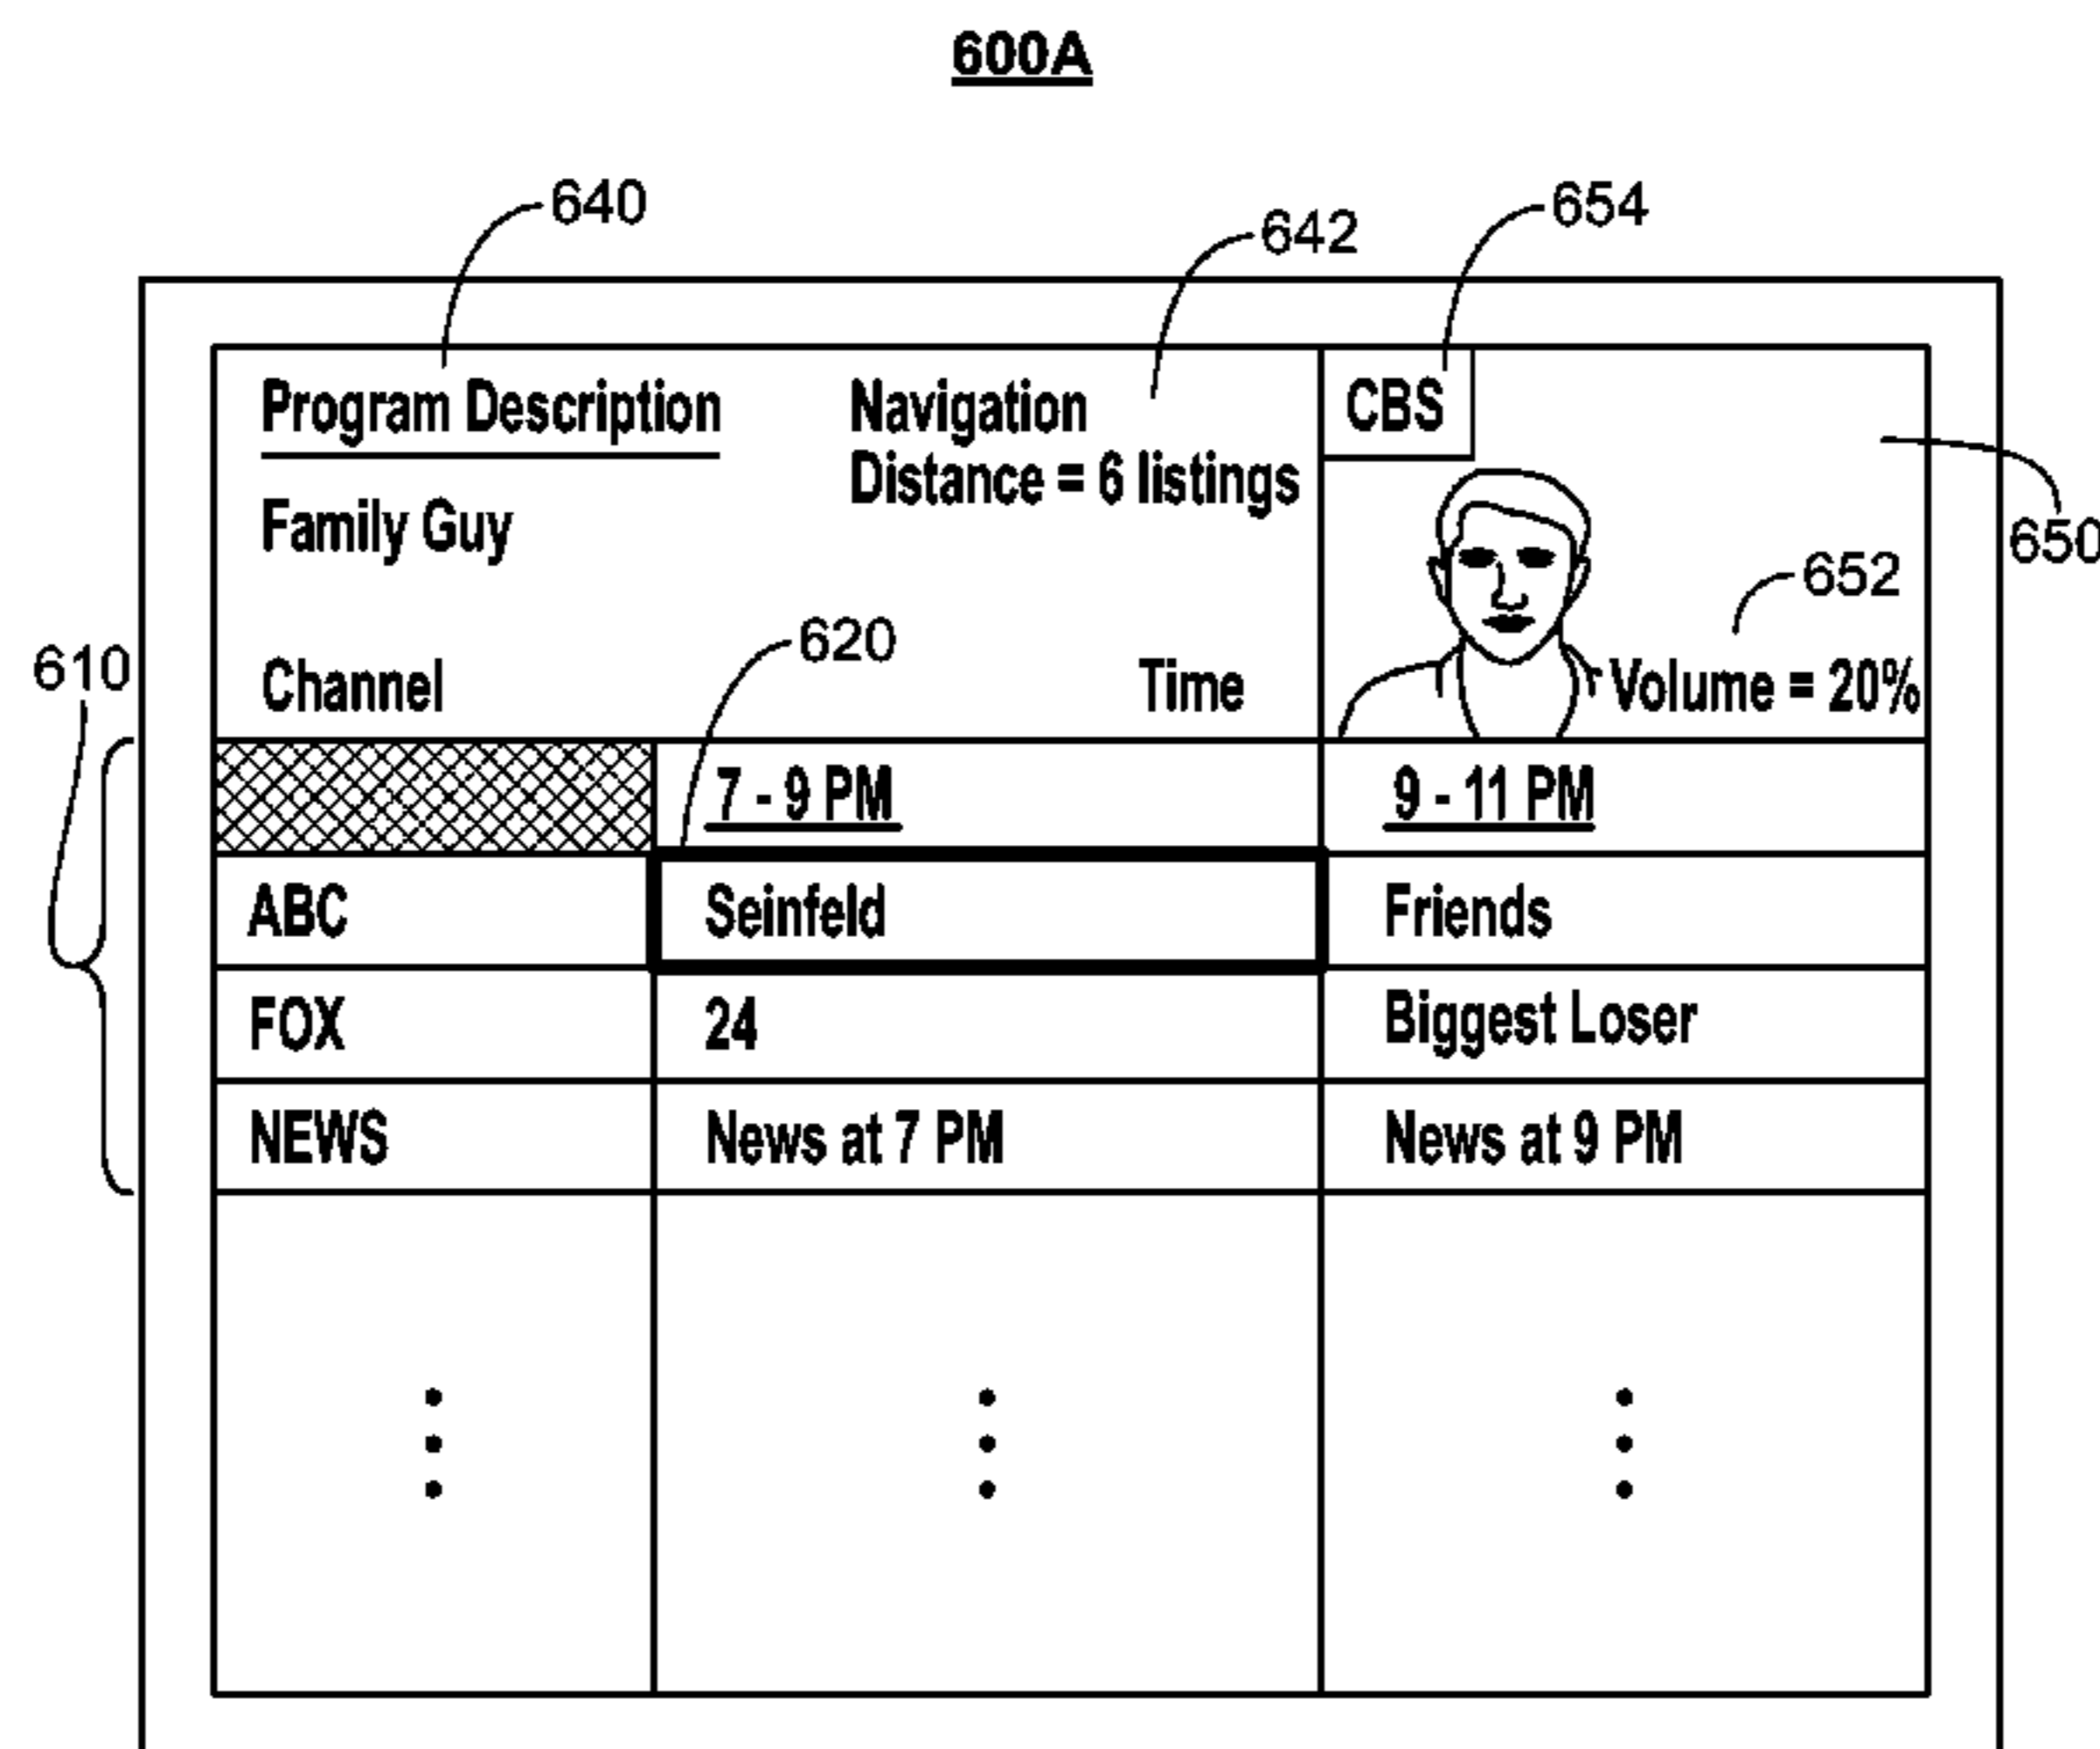 600A
640
642
654
Program Description
Navigation
Distance = 6 listings
CBS
650
Family Guy
652
620
610
Channel
Time
Volume = 20%
7 - 9 PM
9 - 11 PM
ABC
Seinfeld
Friends
FOX
24
Biggest Loser
NEWS
News at 7 PM
News at 9 PM